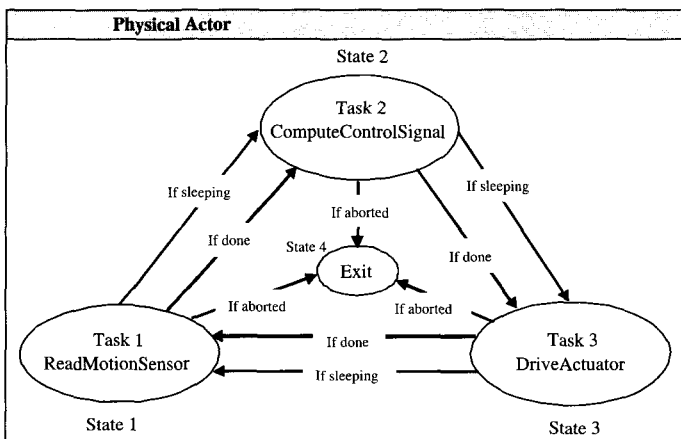 Physical Actor
State 2
Task 2
ComputeControlSignal
If sleeping
If sleeping
If aborted
If done
State 4
If done
Exit
If aborted
If aborted
Task 1
ReadMotionSensor
If done
Task 3
DriveActuator
If sleeping
State 1
State 3